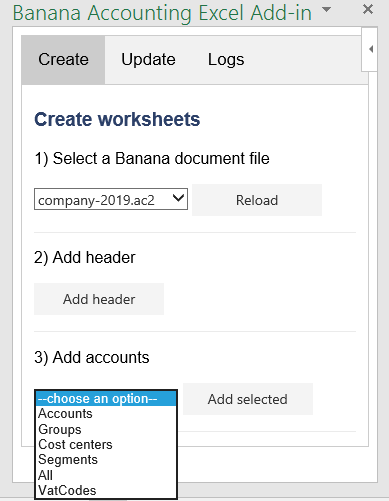 Banana Accounting Excel Add-in
Create Update Logs
Create worksheets
1) Select a Banana document file
company-2019.ac2 Reload
2) Add header
Add header
3) Add accounts
--choose an option-- Add selected
Accounts
Groups
Cost centers
Segments
All
VatCodes